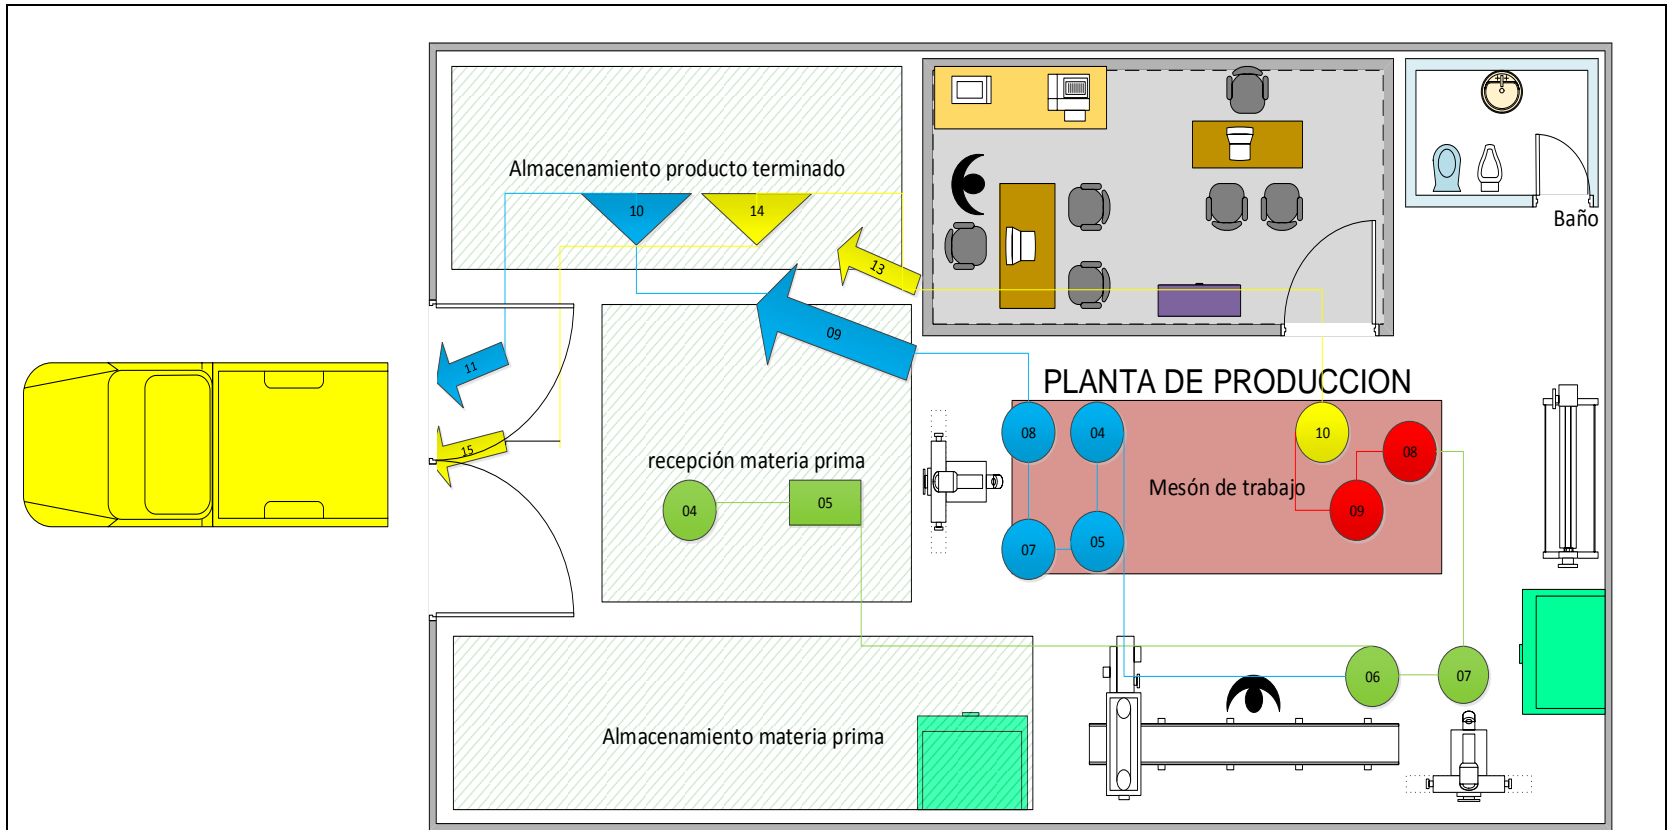 Almacenamiento producto terminado
10
14
13
Baño
09
11
PLANTA DE PRODUCCION
08
04
10
08
15
recepción materia prima
Mesón de trabajo
04
05
09
07
05
06
07
Almacenamiento materia prima